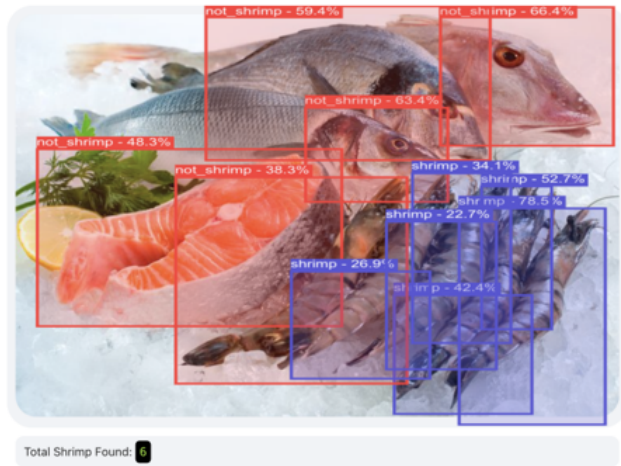 not_shrimp - 59.4%
not_shrimp - 66.4%
not_shrimp - 63.4%
not_shrimp - 48.3%
not_shrimp - 38.3%
shrimp - 34.1%
shrimp - 52.7%
shrimp - 78.5%
shrimp - 22.7%
shrimp - 26.9%
shrimp - 42.4%
Total Shrimp Found: 6